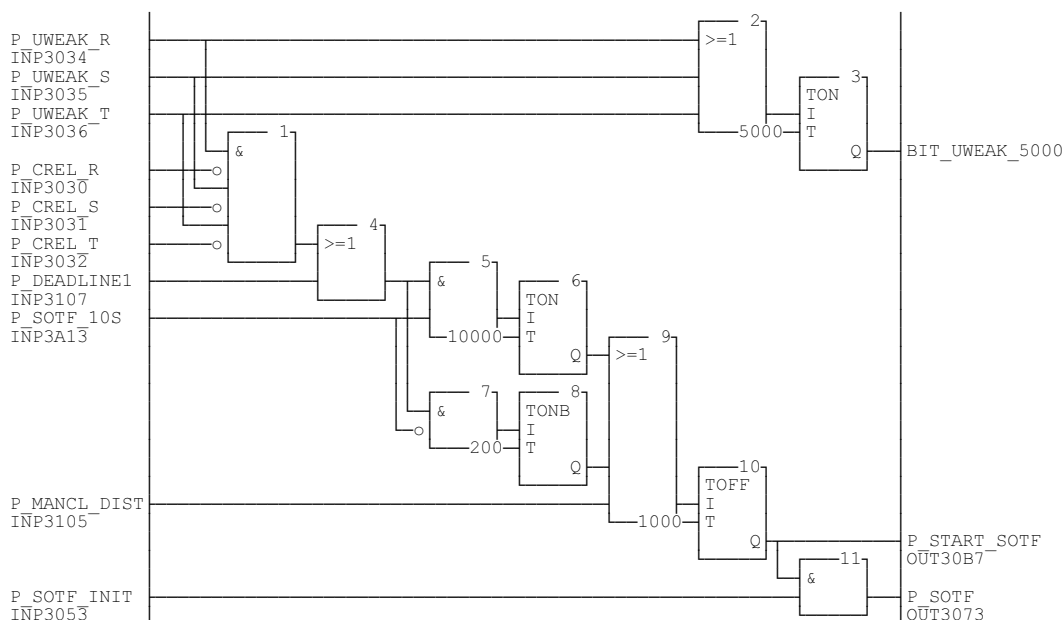 P_UWEAK_R
INP3034
P_UWEAK_S
INP3035
P_UWEAK_T
INP3036
P_CREL_R
INP3030
P_CREL_S
INP3031
P_CREL_T
INP3032
P_DEADLINE1
INP3107
P_SOTF_10S
INP3A13
P_MANCL_DIST
INP3105
P_SOTF_INIT
INP3053
1
&
2
>=1
5000
3
TON
I
T
Q
BIT_UWEAK_5000
4
>=1
5
&
10000
6
TON
I
T
Q
7
&
200
8
TONB
I
T
Q
9
>=1
1000
10
TOFF
I
T
Q
11
&
P_START_SOTF
OUT30B7
P_SOTF
OUT3073